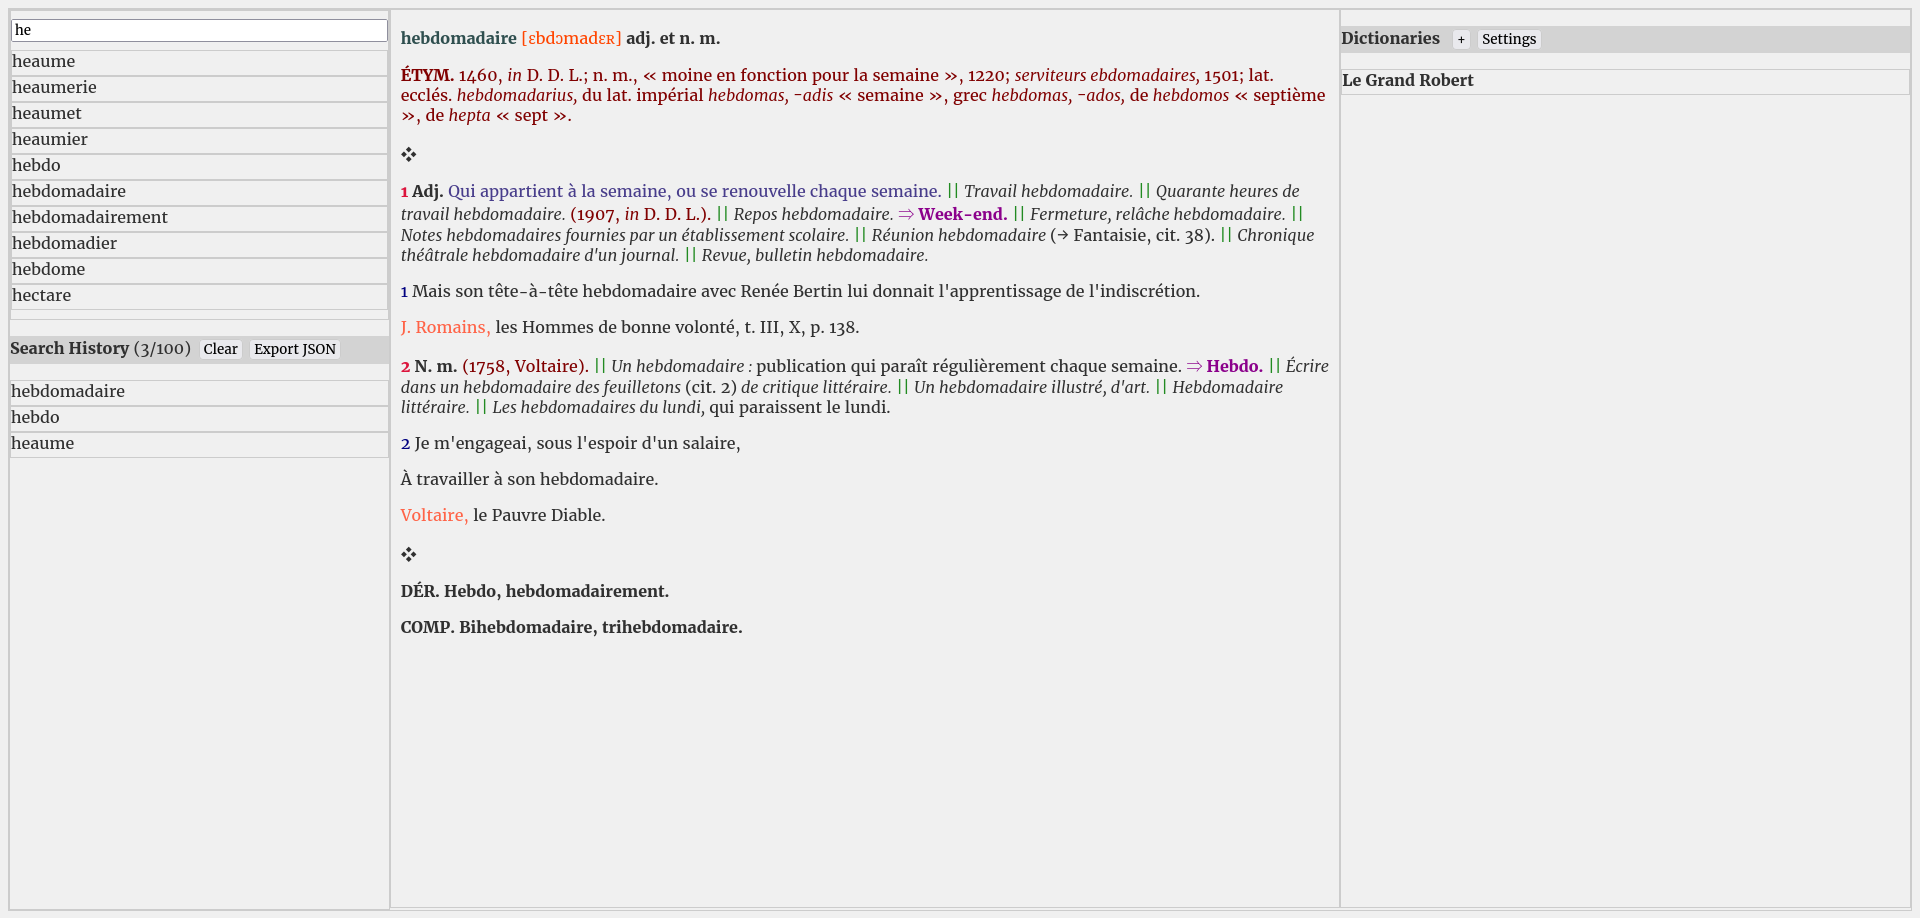 he
heaume
heaumerie
heaumet
heaumier
hebdo
hebdomadaire
hebdomadairement
hebdomadier
hebdome
hectare
Search History (3/100) Clear Export JSON
hebdomadaire
hebdo
heaume
hebdomadaire [ɛbdɔmadɛʀ] adj. et n. m.
ÉTYM. 1460, in D. D. L.; n. m., « moine en fonction pour la semaine », 1220; serviteurs ebdomadaires, 1501; lat.
ecclés. hebdomadarius, du lat. impérial hebdomas, -adis « semaine », grec hebdomas, -ados, de hebdomos « septième
», de hepta « sept ».
❖
1 Adj. Qui appartient à la semaine, ou se renouvelle chaque semaine. || Travail hebdomadaire. || Quarante heures de
travail hebdomadaire. (1907, in D. D. L.). || Repos hebdomadaire. ⇒ Week-end. || Fermeture, relâche hebdomadaire. ||
Notes hebdomadaires fournies par un établissement scolaire. || Réunion hebdomadaire (→ Fantaisie, cit. 38). || Chronique
théâtrale hebdomadaire d'un journal. || Revue, bulletin hebdomadaire.
1 Mais son tête-à-tête hebdomadaire avec Renée Bertin lui donnait l'apprentissage de l'indiscrétion.
J. Romains, les Hommes de bonne volonté, t. III, X, p. 138.
2 N. m. (1758, Voltaire). || Un hebdomadaire : publication qui paraît régulièrement chaque semaine. ⇒ Hebdo. || Écrire
dans un hebdomadaire des feuilletons (cit. 2) de critique littéraire. || Un hebdomadaire illustré, d'art. || Hebdomadaire
littéraire. || Les hebdomadaires du lundi, qui paraissent le lundi.
2 Je m'engageai, sous l'espoir d'un salaire,
À travailler à son hebdomadaire.
Voltaire, le Pauvre Diable.
❖
DÉR. Hebdo, hebdomadairement.
COMP. Bihebdomadaire, trihebdomadaire.
Dictionaries + Settings
Le Grand Robert